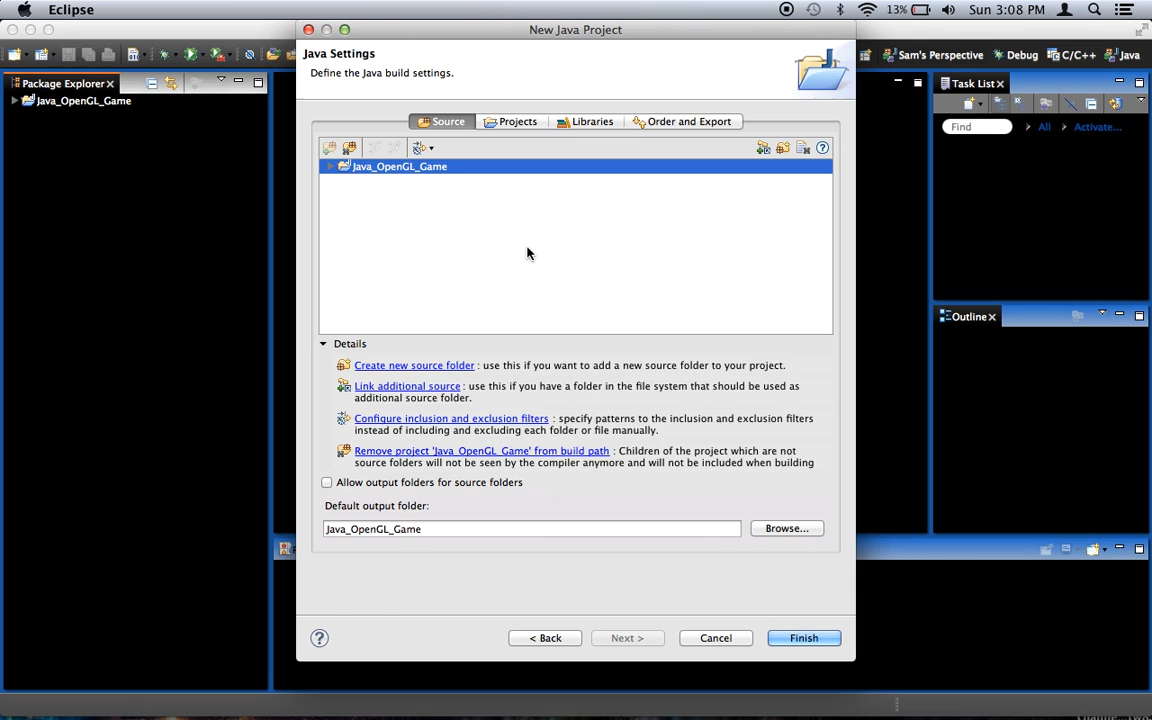 Eclipse
13%
Sun 3:08 PM
New Java Project
Java Settings
Define the Java build settings.
Sam's Perspective
Debug
C/C++
Java
Package Explorer
Java_OpenGL_Game
Source
Projects
Libraries
Order and Export
Java_OpenGL_Game
Task List
Find
All
Activate...
Outline
Details
Create new source folder : use this if you want to add a new source folder to your project.
Link additional source : use this if you have a folder in the file system that should be used as
additional source folder.
Configure inclusion and exclusion filters : specify patterns to the inclusion and exclusion filters
instead of including and excluding each folder or file manually.
Remove project 'Java_OpenGL_Game' from build path : Children of the project which are not
source folders will not be seen by the compiler anymore and will not be included when building
Allow output folders for source folders
Default output folder:
Java_OpenGL_Game
Browse...
< Back
Next >
Cancel
Finish